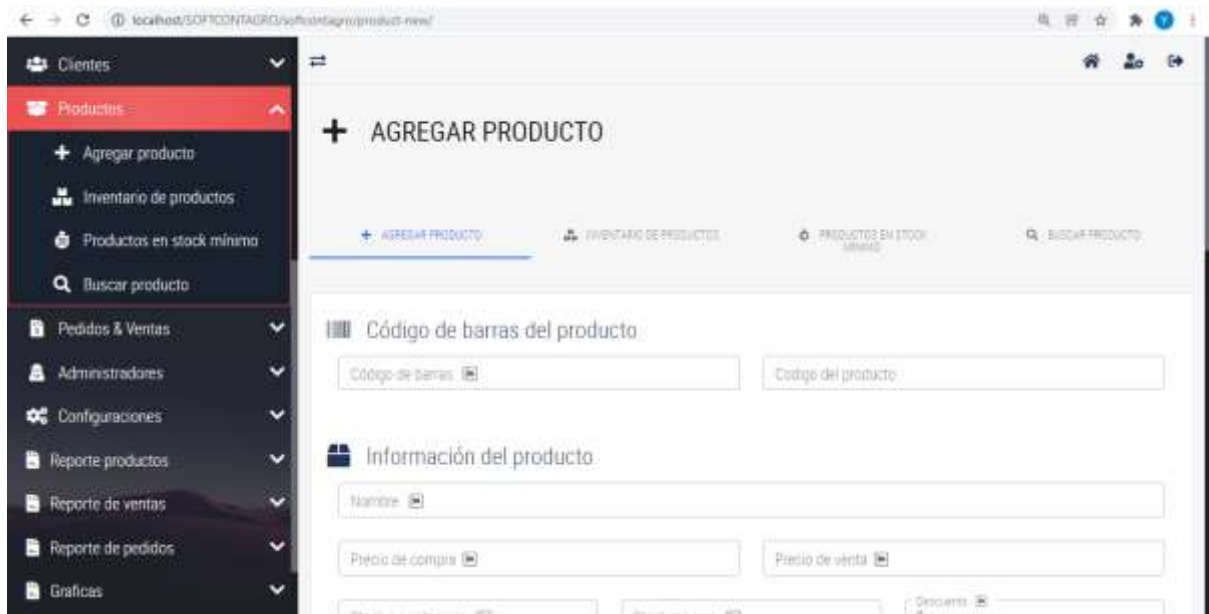 localhost/SOFTCONTAGRO/softcontagro/product-new/
Clientes
Productos
Agregar producto
Inventario de productos
Productos en stock mínimo
Buscar producto
Pedidos & Ventas
Administradores
Configuraciones
Reporte productos
Reporte de ventas
Reporte de pedidos
Graficas
AGREGAR PRODUCTO
AGREGAR PRODUCTO
INVENTARIO DE PRODUCTOS
PRODUCTOS EN STOCK
MÍNIMO
BUSCAR PRODUCTO
Código de barras del producto
Código de barras
Codigo del producto
Información del producto
Nombre
Precio de compra
Precio de venta
Descuento